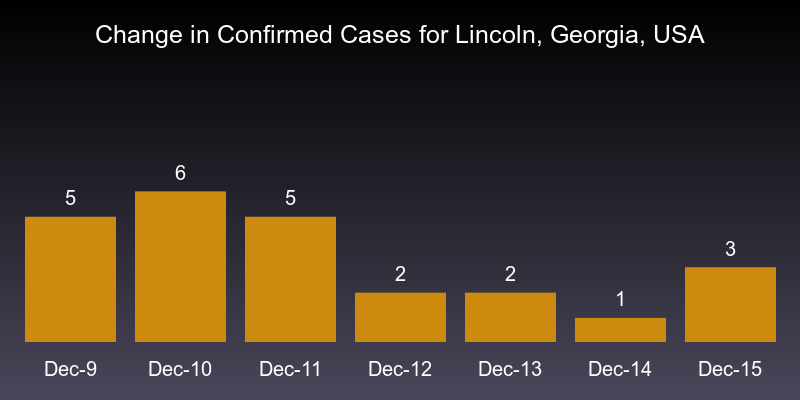 Change in Confirmed Cases for Lincoln, Georgia, USA
5
6
5
2
2
1
3
Dec-9
Dec-10
Dec-11
Dec-12
Dec-13
Dec-14
Dec-15